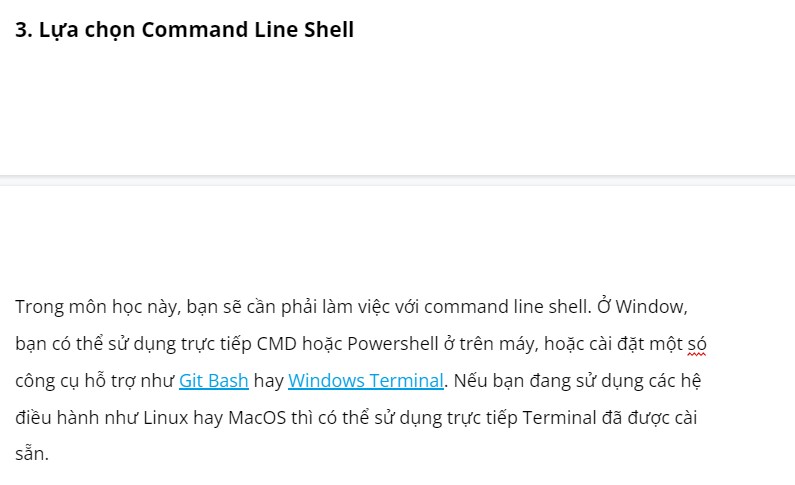 3. Lựa chọn Command Line Shell
Trong môn học này, bạn sẽ cần phải làm việc với command line shell. Ở Window,
bạn có thể sử dụng trực tiếp CMD hoặc Powershell ở trên máy, hoặc cài đặt một só
công cụ hỗ trợ như Git Bash hay Windows Terminal. Nếu bạn đang sử dụng các hệ
điều hành như Linux hay MacOS thì có thể sử dụng trực tiếp Terminal đã được cài
sẵn.